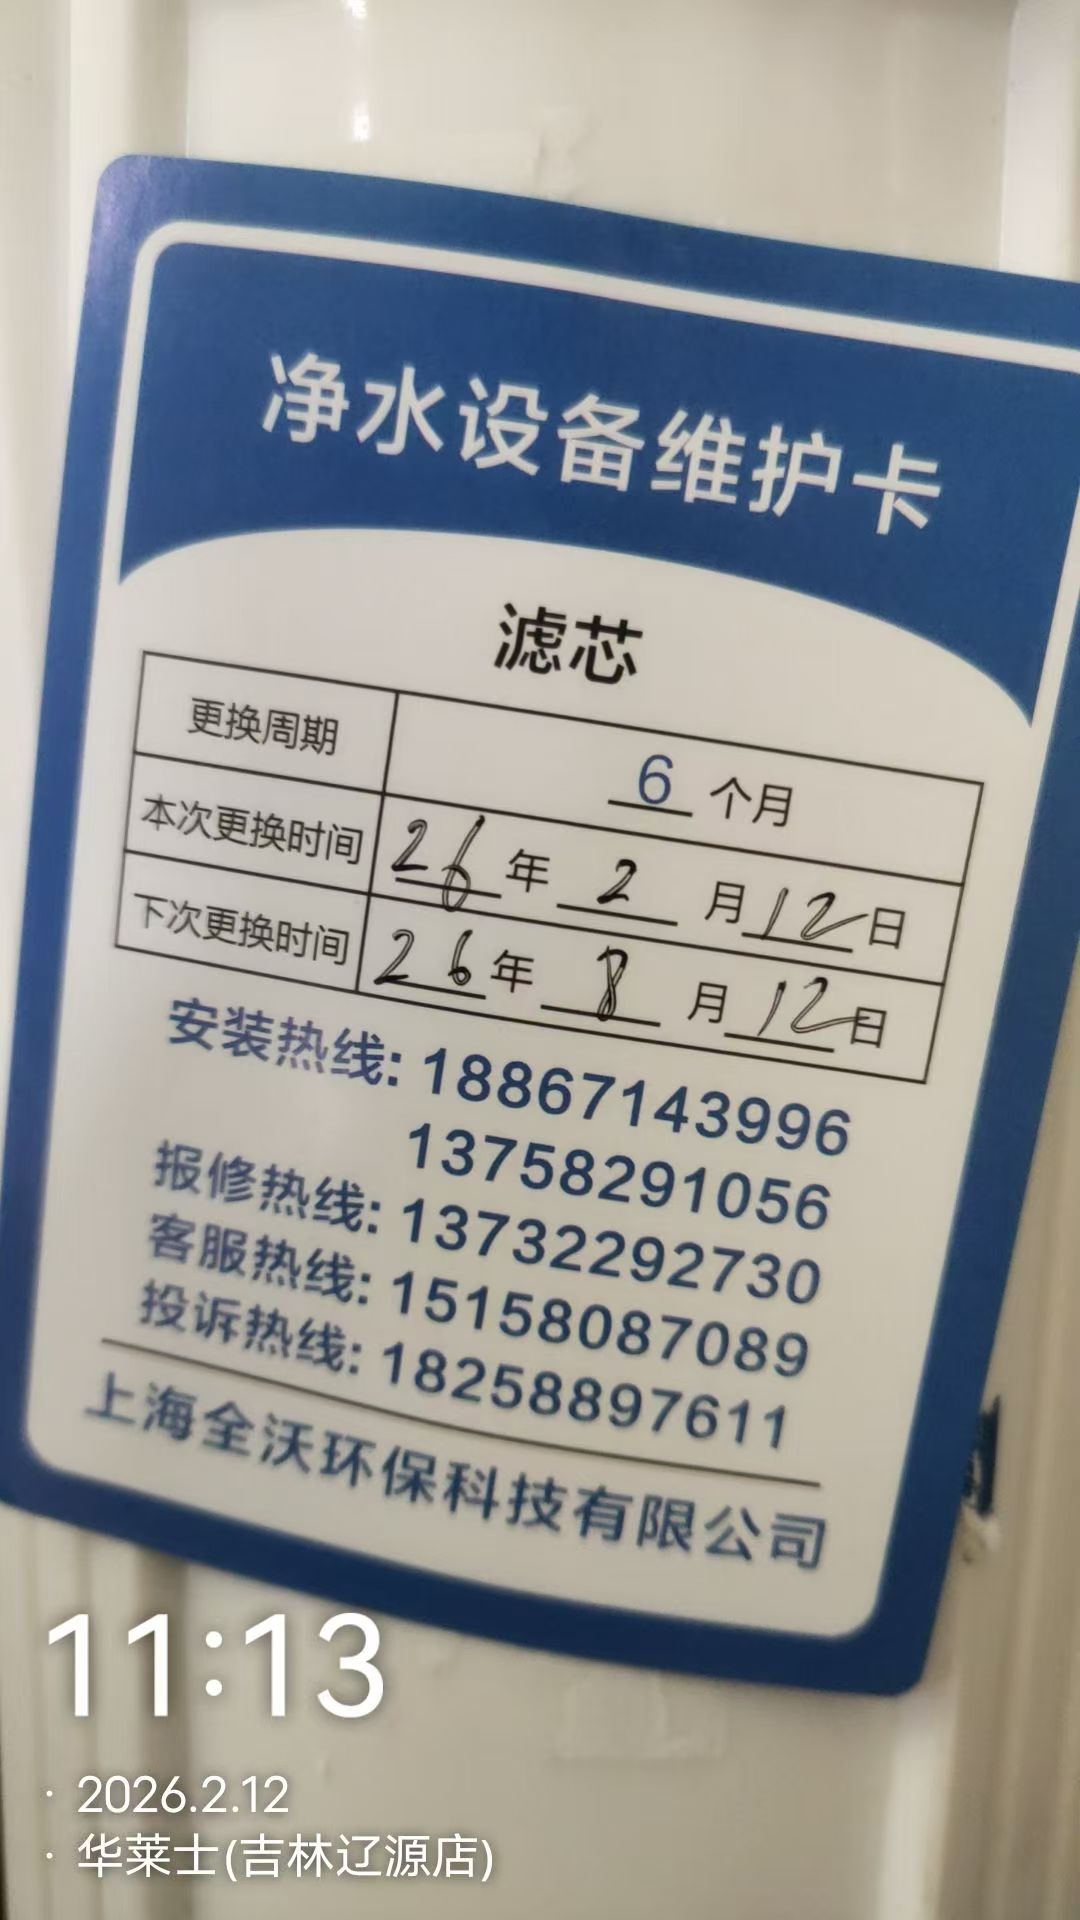 净水设备维护卡
滤芯
更换周期 6 个月
本次更换时间 26 年 2 月 12 日
下次更换时间 26 年 8 月 12 日
安装热线: 18867143996
13758291056
报修热线: 13732292730
客服热线: 15158087089
投诉热线: 18258897611
上海全沃环保科技有限公司
11:13
· 2026.2.12
· 华莱士(吉林辽源店)